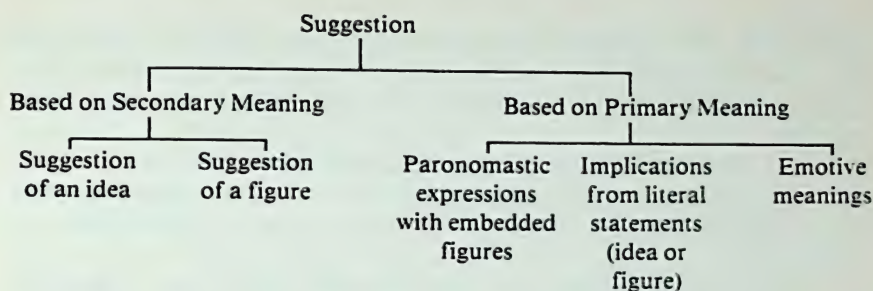 Suggestion
Based on Secondary Meaning
Based on Primary Meaning
Suggestion
of an idea
Suggestion
of a figure
Paronomastic
expressions
with embedded
figures
Implications
from literal
statements
(idea or
figure)
Emotive
meanings